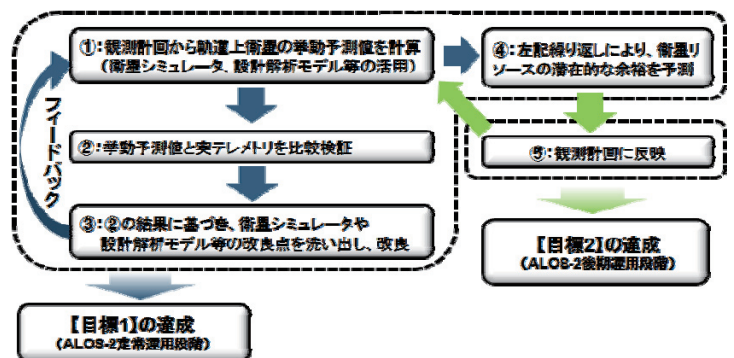 ①:観測計画から軌道上衛星の挙動予測値を計算
(衛星シミュレータ、設計解析モデル等の活用)
④:左記繰り返しにより、衛星リ
ソースの潜在的な余裕を予測
フィードバック
②:挙動予測値と実テレメトリを比較検証
⑤:観測計画に反映
③:②の結果に基づき、衛星シミュレータや
設計解析モデル等の改良点を洗い出し、改良
【目標2】の達成
(ALOS-2後期運用段階)
【目標1】の達成
(ALOS-2定常運用段階)